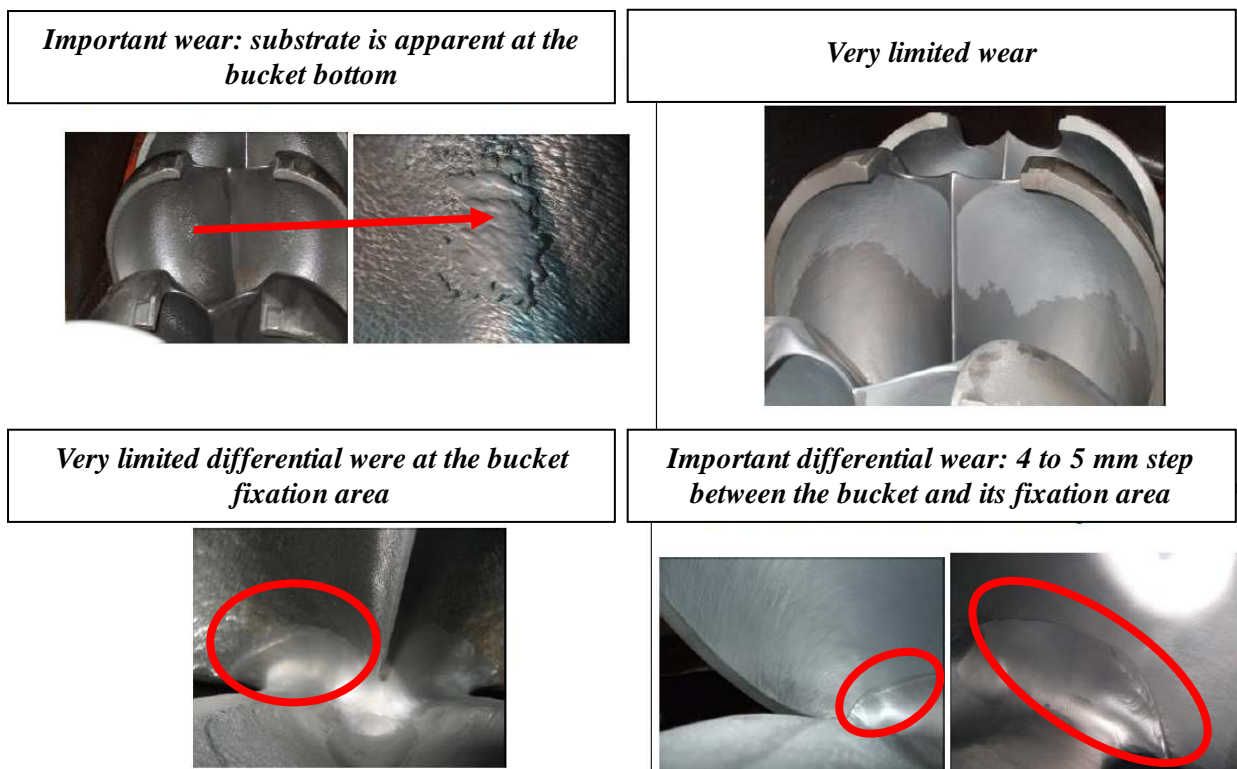 Important wear: substrate is apparent at the
bucket bottom
Very limited wear
Very limited differential were at the bucket
fixation area
Important differential wear: 4 to 5 mm step
between the bucket and its fixation area